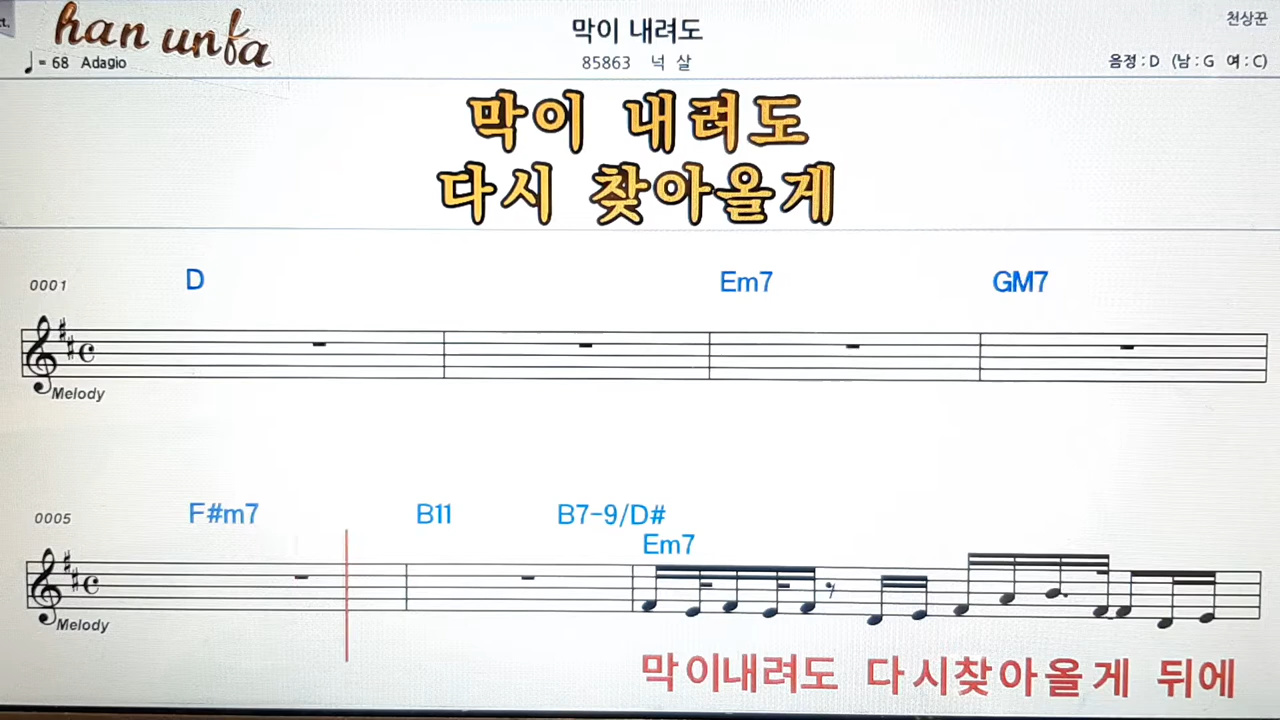 han unfa
막이 내려도
천상꾼
♩= 68 Adagio
85863 넉 살
음정 : D (남 : G 여 : C)
막이 내려도
다시 찾아올게
0001
D Em7 GM7
Melody
0005
F#m7 B11 B7-9/D#
Em7
Melody
막이내려도 다시찾아올게 뒤에